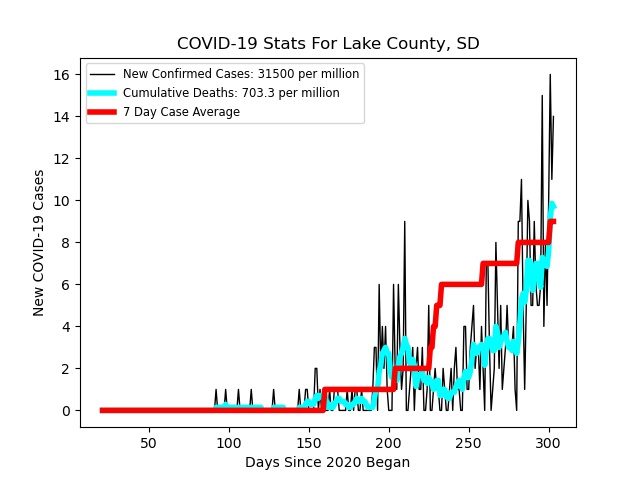 COVID-19 Stats For Lake County, SD
New Confirmed Cases: 31500 per million
Cumulative Deaths: 703.3 per million
7 Day Case Average
16
14
12
10
8
6
4
2
0
New COVID-19 Cases
50 100 150 200 250 300
Days Since 2020 Began